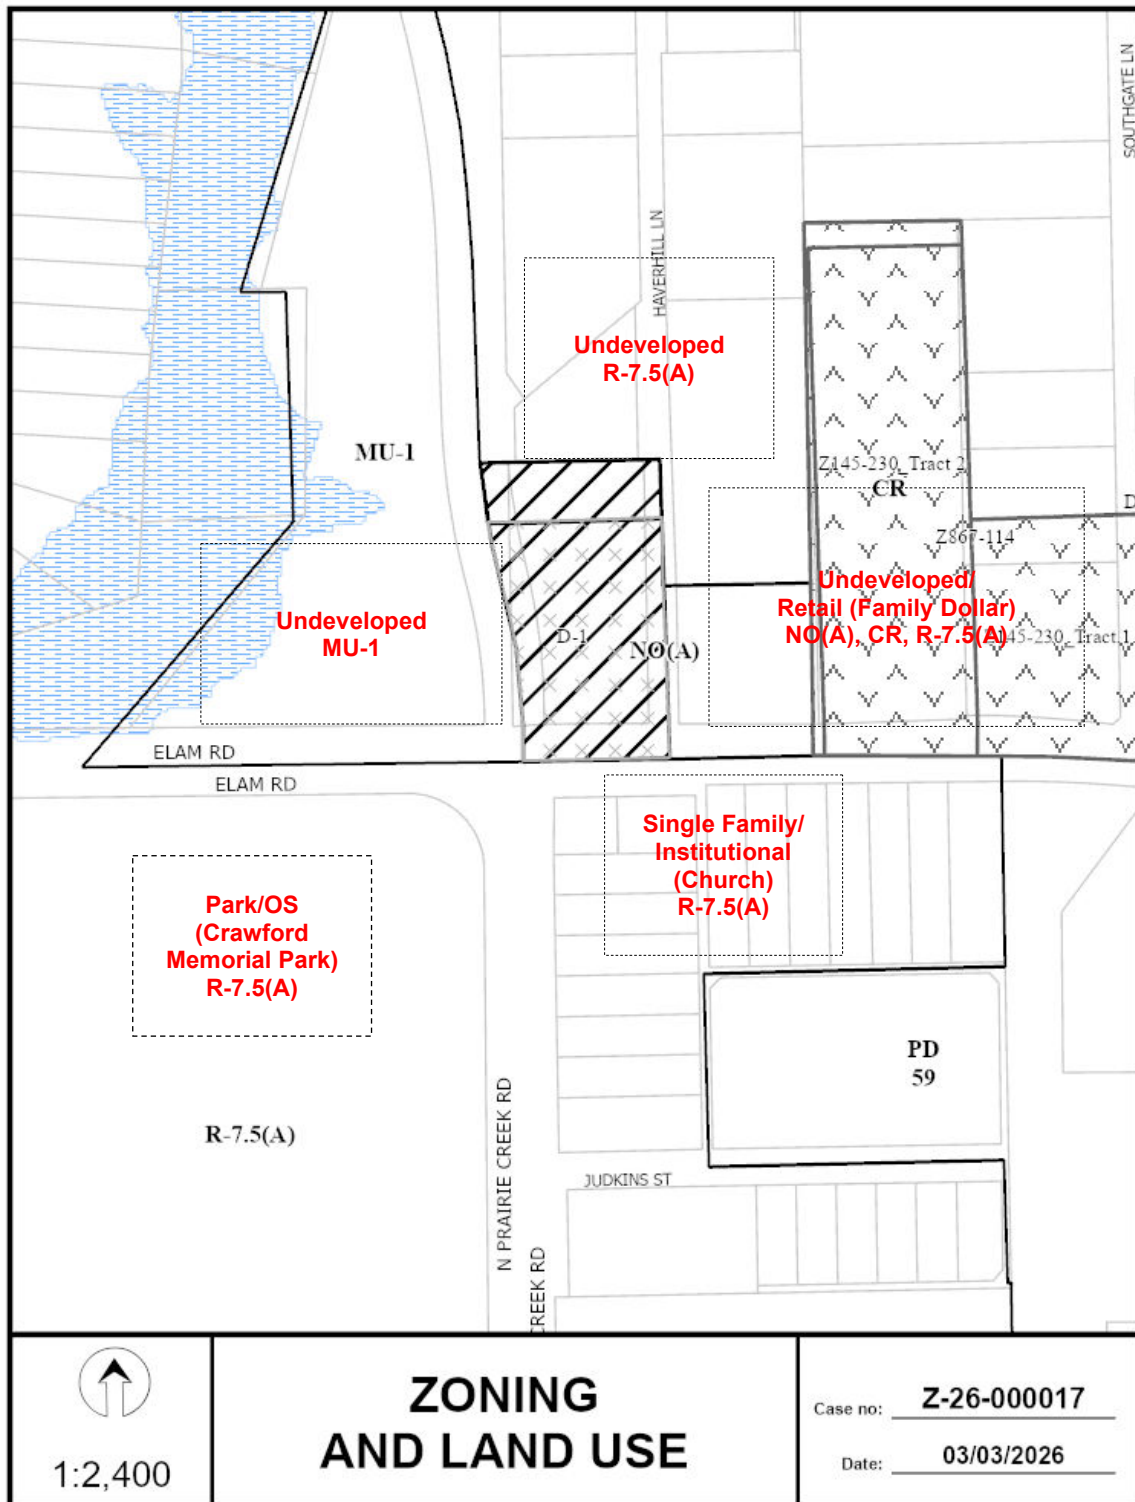 SOUTHGATE LN
HAVERHILL LN
Undeveloped
R-7.5(A)
MU-1
Z145-230_Tract 2
CR
D
Z867-114
Undeveloped/
Retail (Family Dollar)
NO(A), CR, R-7.5(A)
145-230_Tract 1
Undeveloped
MU-1
D-1
NO(A)
ELAM RD
ELAM RD
Single Family/
Institutional
(Church)
R-7.5(A)
Park/OS
(Crawford
Memorial Park)
R-7.5(A)
PD
59
R-7.5(A)
N PRAIRIE CREEK RD
JUDKINS ST
CREEK RD
1:2,400
ZONING
AND LAND USE
Case no: Z-26-000017
Date: 03/03/2026